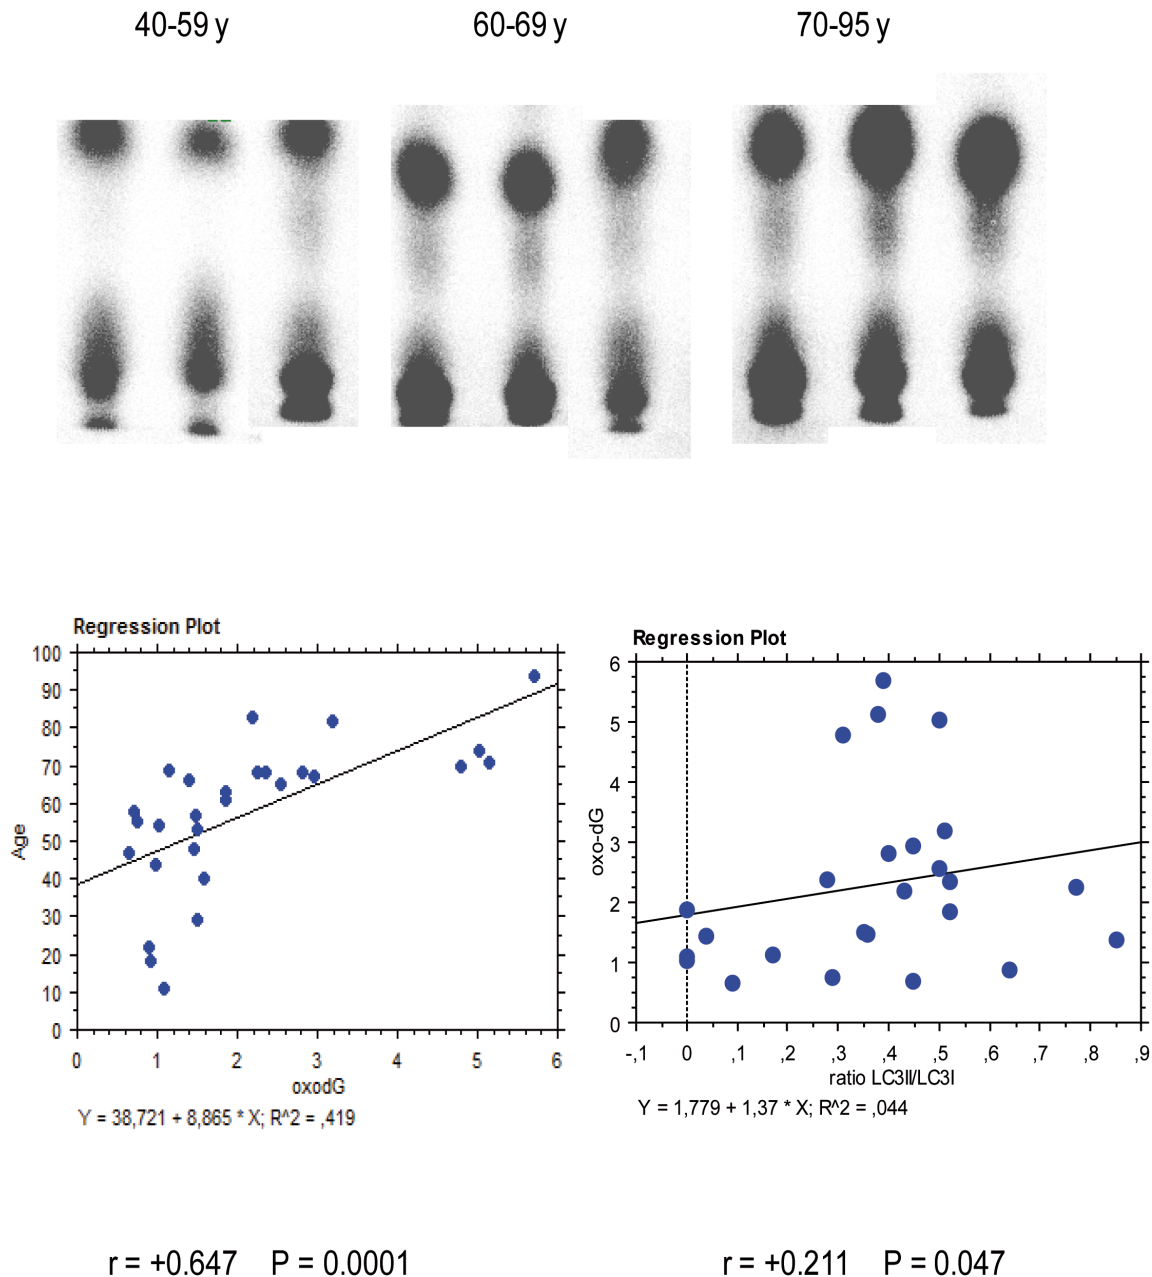 40-59 y 60-69 y 70-95 y
Regression Plot
100
90
80
70
60
50
40
30
20
10
0
Age
0 1 2 3 4 5 6
oxodG
Y = 38,721 + 8,865 * X; R^2 = ,419
Regression Plot
6
5
4
3
2
1
0
oxo-dG
-,1 0 ,1 ,2 ,3 ,4 ,5 ,6 ,7 ,8 ,9
ratio LC3II/LC3I
Y = 1,779 + 1,37 * X; R^2 = ,044
r = +0.647 P = 0.0001
r = +0.211 P = 0.047